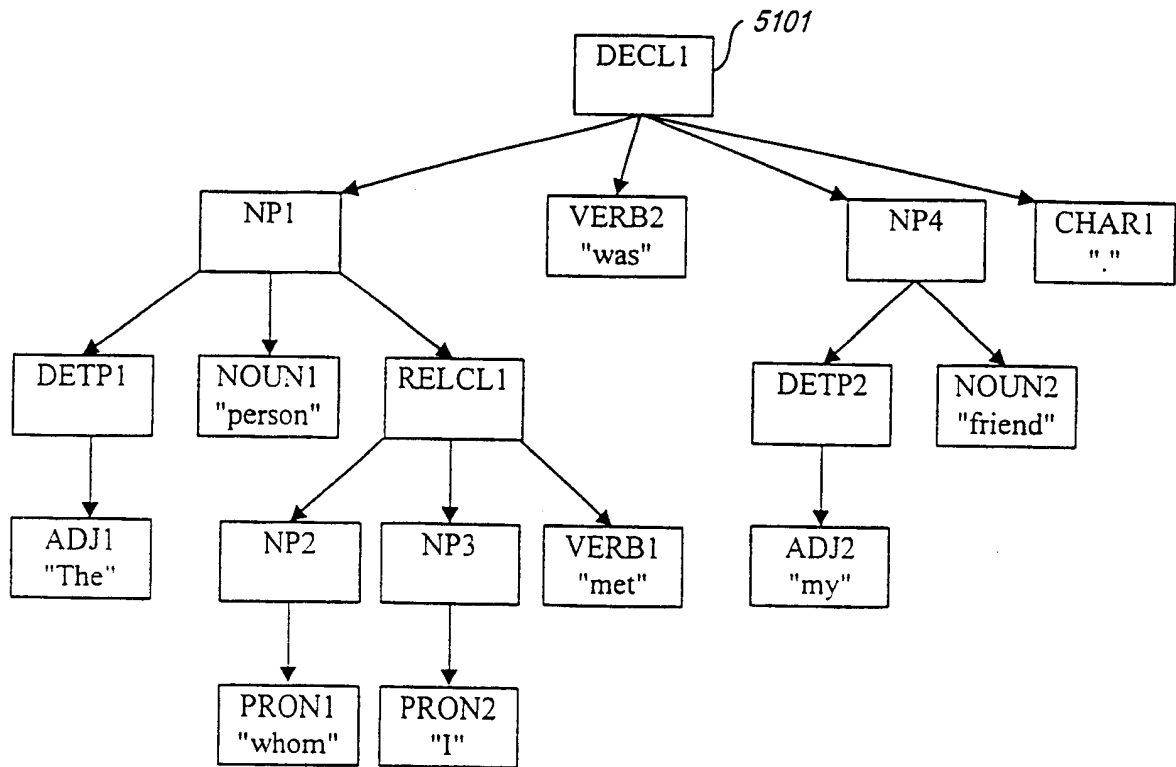 5101
DECL1
NP1
VERB2
"was"
NP4
CHAR1
"."
DETP1
NOUN1
"person"
RELCL1
DETP2
NOUN2
"friend"
ADJ1
"The"
NP2
NP3
VERB1
"met"
ADJ2
"my"
PRON1
"whom"
PRON2
"I"